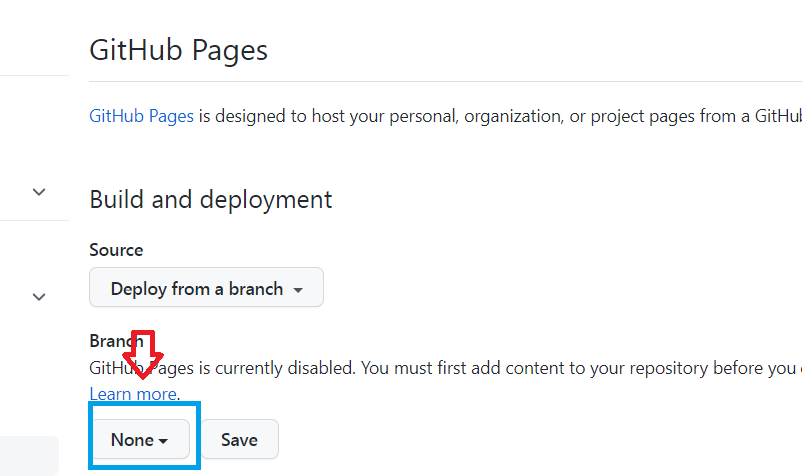 GitHub Pages
GitHub Pages is designed to host your personal, organization, or project pages from a GitHub
Build and deployment
Source
Deploy from a branch
Branch
GitHub Pages is currently disabled. You must first add content to your repository before you
Learn more.
None
Save